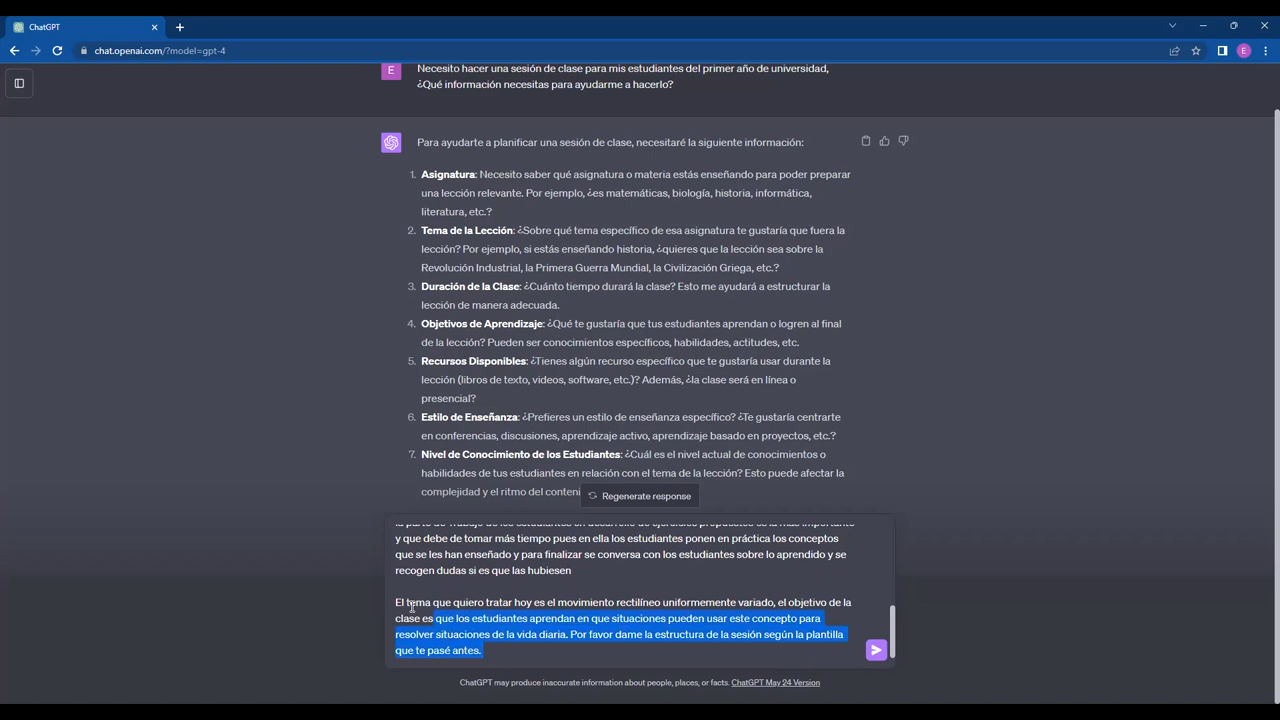 ChatGPT
chat.openai.com/?model=gpt-4
E
E
Necesito hacer una sesión de clase para mis estudiantes del primer año de universidad,
¿Qué información necesitas para ayudarme a hacerlo?
Para ayudarte a planificar una sesión de clase, necesitaré la siguiente información:
1. Asignatura: Necesito saber qué asignatura o materia estás enseñando para poder preparar
una lección relevante. Por ejemplo, ¿es matemáticas, biología, historia, informática,
literatura, etc.?
2. Tema de la Lección: ¿Sobre qué tema específico de esa asignatura te gustaría que fuera la
lección? Por ejemplo, si estás enseñando historia, ¿quieres que la lección sea sobre la
Revolución Industrial, la Primera Guerra Mundial, la Civilización Griega, etc.?
3. Duración de la Clase: ¿Cuánto tiempo durará la clase? Esto me ayudará a estructurar la
lección de manera adecuada.
4. Objetivos de Aprendizaje: ¿Qué te gustaría que tus estudiantes aprendan o logren al final
de la lección? Pueden ser conocimientos específicos, habilidades, actitudes, etc.
5. Recursos Disponibles: ¿Tienes algún recurso específico que te gustaría usar durante la
lección (libros de texto, videos, software, etc.)? Además, ¿la clase será en línea o
presencial?
6. Estilo de Enseñanza: ¿Prefieres un estilo de enseñanza específico? ¿Te gustaría centrarte
en conferencias, discusiones, aprendizaje activo, aprendizaje basado en proyectos, etc.?
7. Nivel de Conocimiento de los Estudiantes: ¿Cuál es el nivel actual de conocimientos o
habilidades de tus estudiantes en relación con el tema de la lección? Esto puede afectar la
complejidad y el ritmo del conteni
Regenerate response
la parte de Trabajo de los estudiantes en desarrollo de ejercicios propuestos es la más importante
y que debe de tomar más tiempo pues en ella los estudiantes ponen en práctica los conceptos
que se les han enseñado y para finalizar se conversa con los estudiantes sobre lo aprendido y se
recogen dudas si es que las hubiesen
El tema que quiero tratar hoy es el movimiento rectilíneo uniformemente variado, el objetivo de la
clase es que los estudiantes aprendan en que situaciones pueden usar este concepto para
resolver situaciones de la vida diaria. Por favor dame la estructura de la sesión según la plantilla
que te pasé antes.
ChatGPT may produce inaccurate information about people, places, or facts. ChatGPT May 24 Version